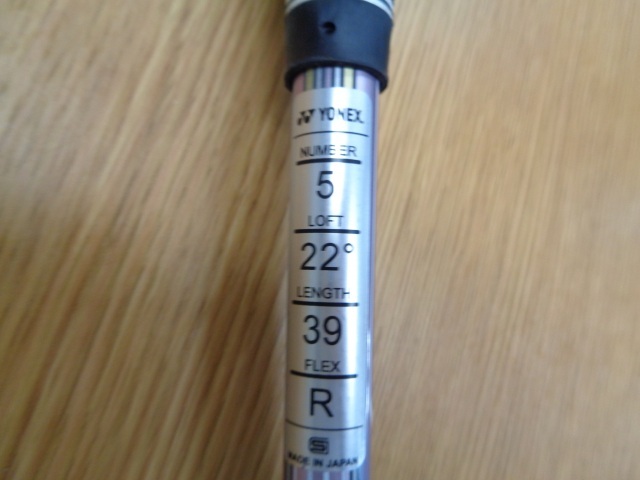 YONEX
NUMBER
5
LOFT
22°
LENGTH
39
FLEX
R
S
MADE IN JAPAN